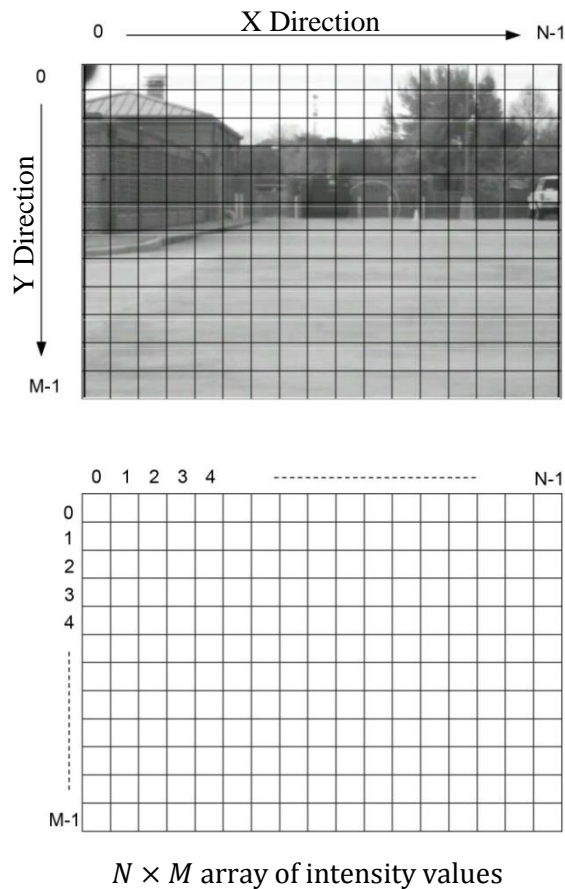 X Direction
0 N-1
0
Y Direction
M-1
0 1 2 3 4 N-1
0
1
2
3
4
M-1
N × M array of intensity values